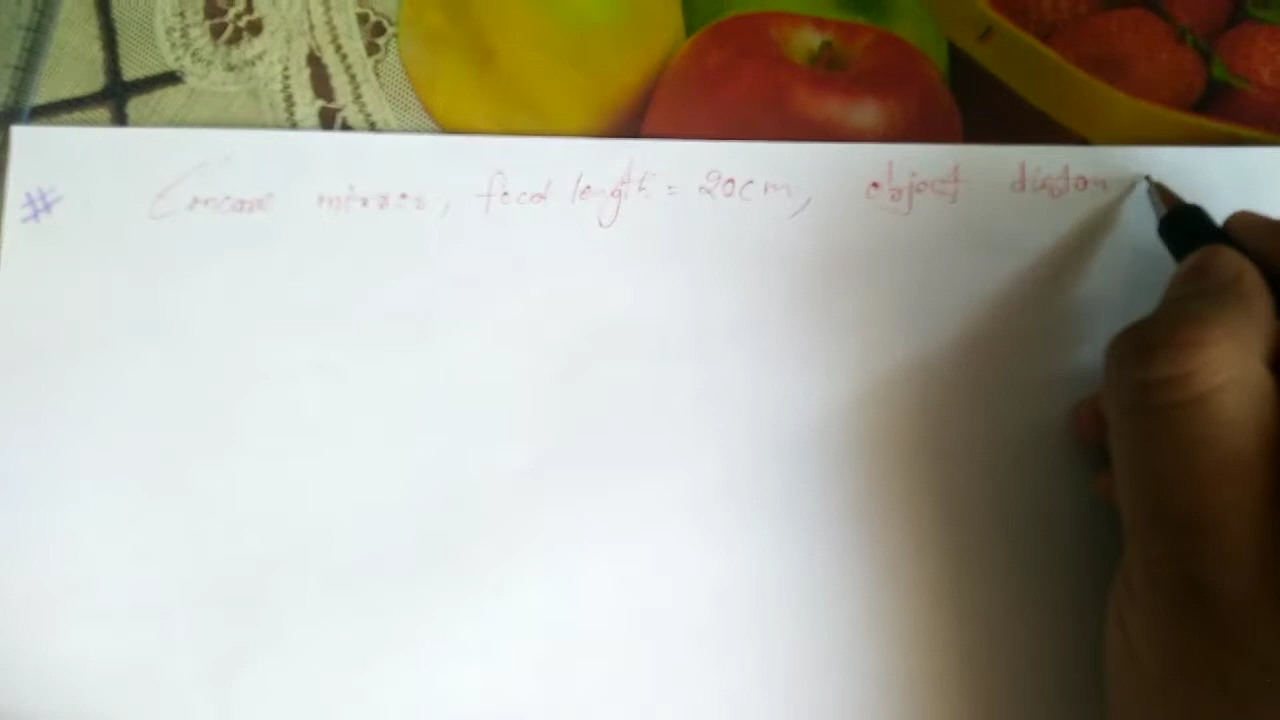 # Concave mirror, focal length = 20cm, object distan